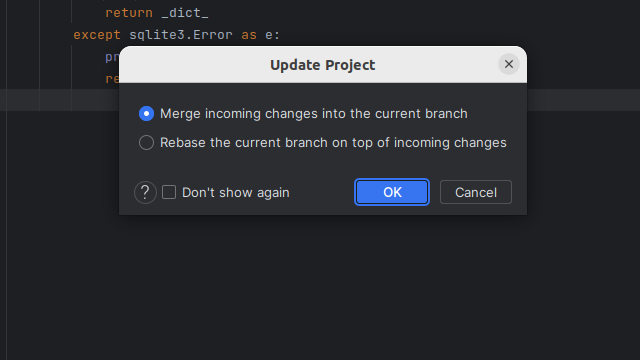 return _dict_
except sqlite3.Error as e:
pr
re
Update Project
Merge incoming changes into the current branch
Rebase the current branch on top of incoming changes
? Don't show again OK Cancel